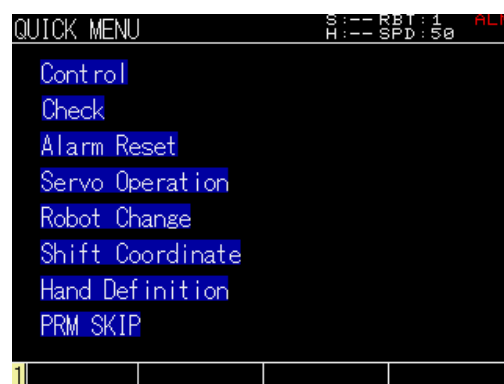 QUICK MENU
S:-- RBT:1
H:-- SPD:50
Control
Check
Alarm Reset
Servo Operation
Robot Change
Shift Coordinate
Hand Definition
PRM SKIP
1